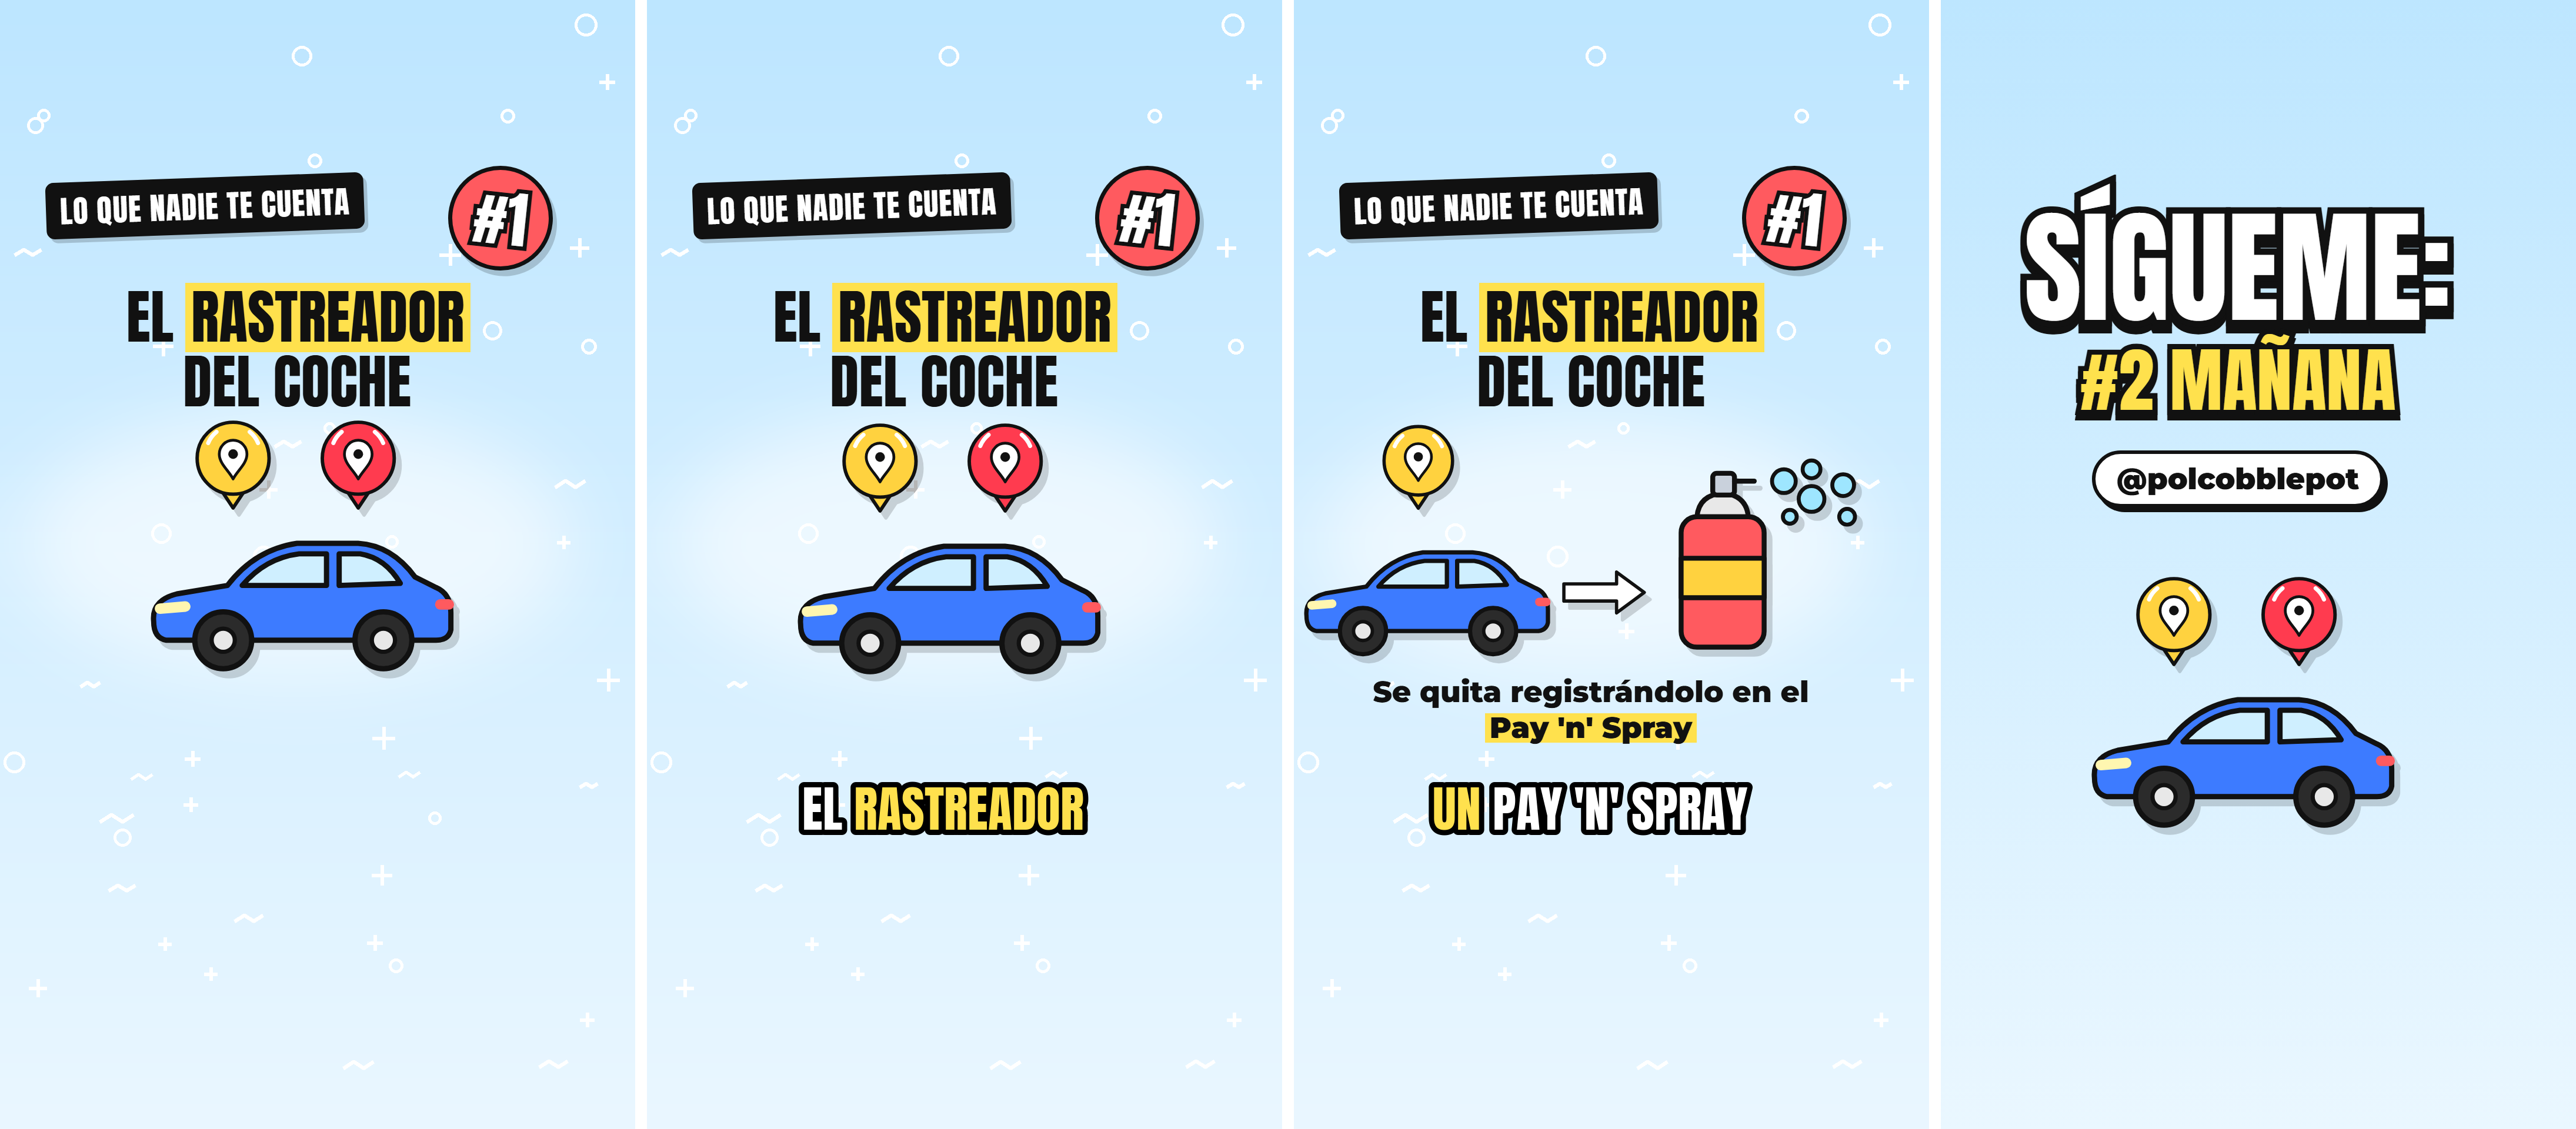 LO QUE NADIE TE CUENTA
#1
EL RASTREADOR
DEL COCHE
LO QUE NADIE TE CUENTA
#1
EL RASTREADOR
DEL COCHE
EL RASTREADOR
LO QUE NADIE TE CUENTA
#1
EL RASTREADOR
DEL COCHE
Se quita registrándolo en el
Pay 'n' Spray
UN PAY 'N' SPRAY
SÍGUEME:
#2 MAÑANA
@polcobblepot